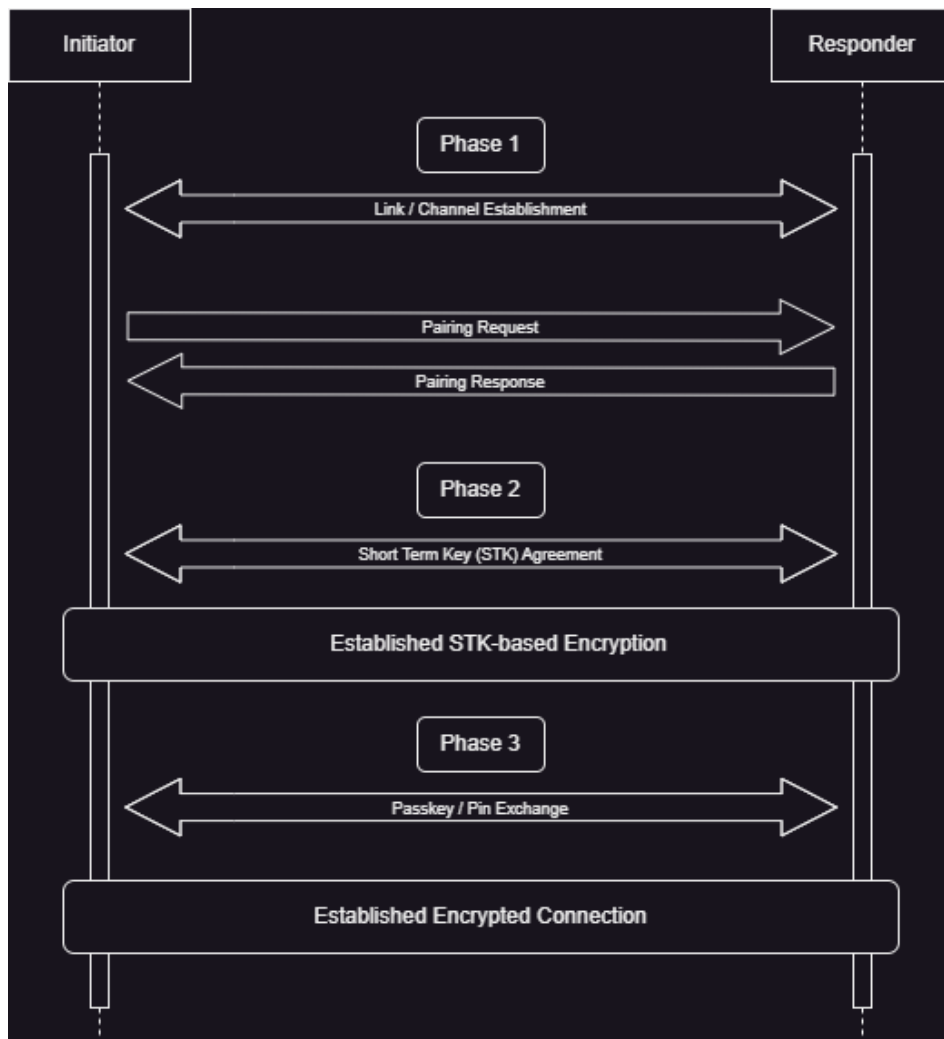 Initiator
Responder
Phase 1
Link / Channel Establishment
Pairing Request
Pairing Response
Phase 2
Short Term Key (STK) Agreement
Established STK-based Encryption
Phase 3
Passkey / Pin Exchange
Established Encrypted Connection